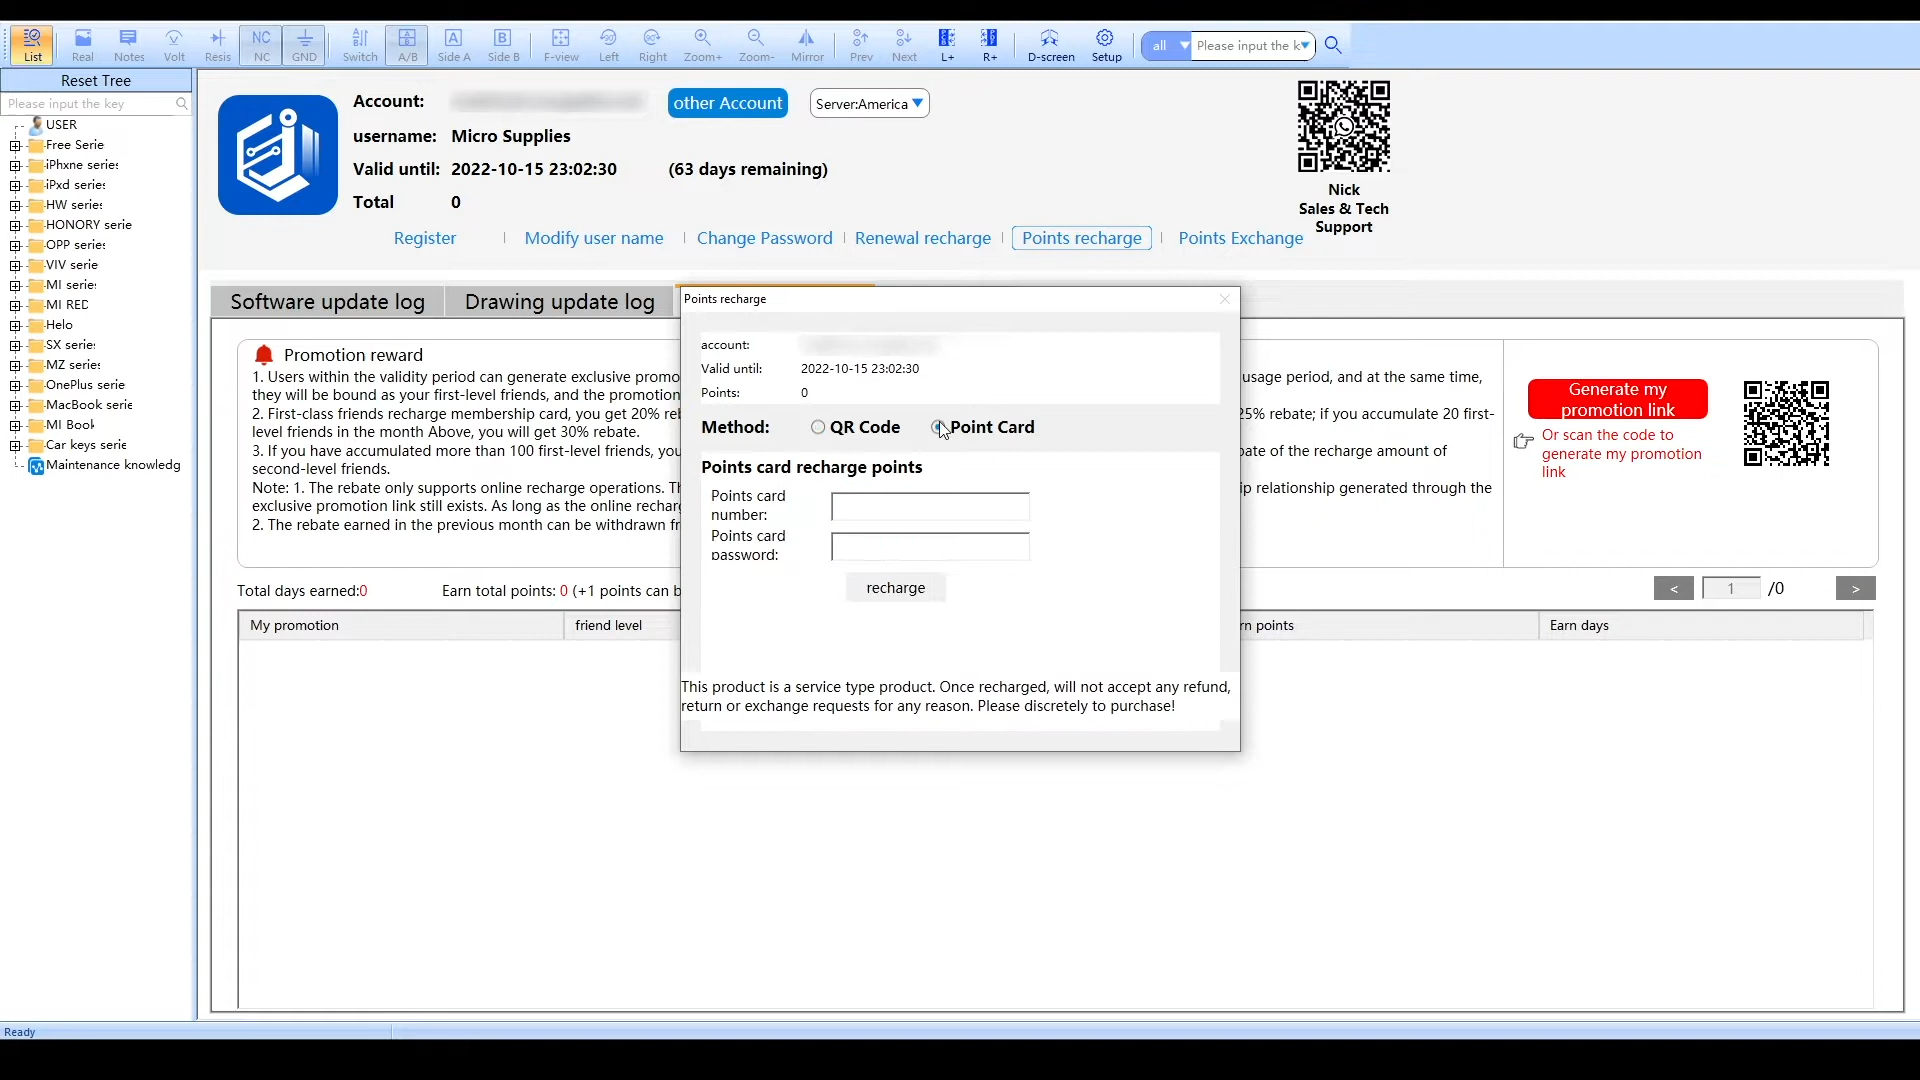 List
Real
Notes
Volt
Resis
NC
NC
GND
Switch
A/B
Side A
Side B
F-view
Left
Right
Zoom+
Zoom-
Mirror
Prev
Next
L+
R+
D-screen
Setup
all
Please input the k
Reset Tree
Please input the key
USER
Free Serie
iPhxne series
iPxd series
HW series
HONORY serie
OPP series
VIV serie
MI series
MI RED
Helo
SX series
MZ series
OnePlus serie
MacBook serie
MI Book
Car keys serie
Maintenance knowledg
Account:
other Account
Server:America
username: Micro Supplies
Valid until: 2022-10-15 23:02:30 (63 days remaining)
Total 0
Register
Modify user name
Change Password
Renewal recharge
Points recharge
Points Exchange
Nick
Sales & Tech
Support
Software update log
Drawing update log
Promotion reward
1. Users within the validity period can generate exclusive promo
usage period, and at the same time,
they will be bound as your first-level friends, and the promotion
2. First-class friends recharge membership card, you get 20% reb
25% rebate; if you accumulate 20 first-
level friends in the month Above, you will get 30% rebate.
3. If you have accumulated more than 100 first-level friends, you
bate of the recharge amount of
second-level friends.
Note: 1. The rebate only supports online recharge operations. Th
ip relationship generated through the
exclusive promotion link still exists. As long as the online recharg
2. The rebate earned in the previous month can be withdrawn fr
Generate my
promotion link
Or scan the code to
generate my promotion
link
Total days earned:0
Earn total points: 0 (+1 points can b
<
1
/0
>
My promotion
friend level
rn points
Earn days
Points recharge
account:
Valid until: 2022-10-15 23:02:30
Points: 0
Method: QR Code Point Card
Points card recharge points
Points card
number:
Points card
password:
recharge
This product is a service type product. Once recharged, will not accept any refund,
return or exchange requests for any reason. Please discretely to purchase!
Ready